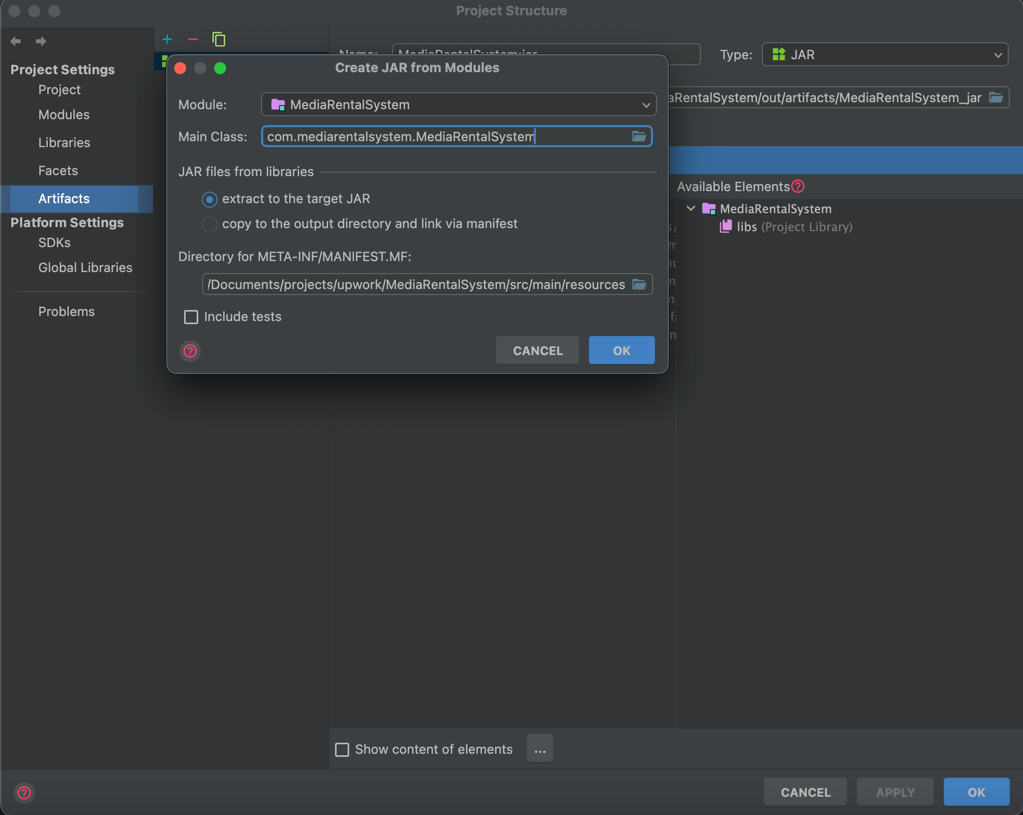 Project Structure
Project Settings
Project
Modules
Libraries
Facets
Artifacts
Platform Settings
SDKs
Global Libraries
Problems
Name: MediaRentalSystem:jar
Type: JAR
aRentalSystem/out/artifacts/MediaRentalSystem_jar
Create JAR from Modules
Module: MediaRentalSystem
Main Class: com.mediarentalsystem.MediaRentalSystem
JAR files from libraries
extract to the target JAR
copy to the output directory and link via manifest
Directory for META-INF/MANIFEST.MF:
/Documents/projects/upwork/MediaRentalSystem/src/main/resources
Include tests
CANCEL
OK
Available Elements
MediaRentalSystem
libs (Project Library)
Show content of elements
...
CANCEL
APPLY
OK